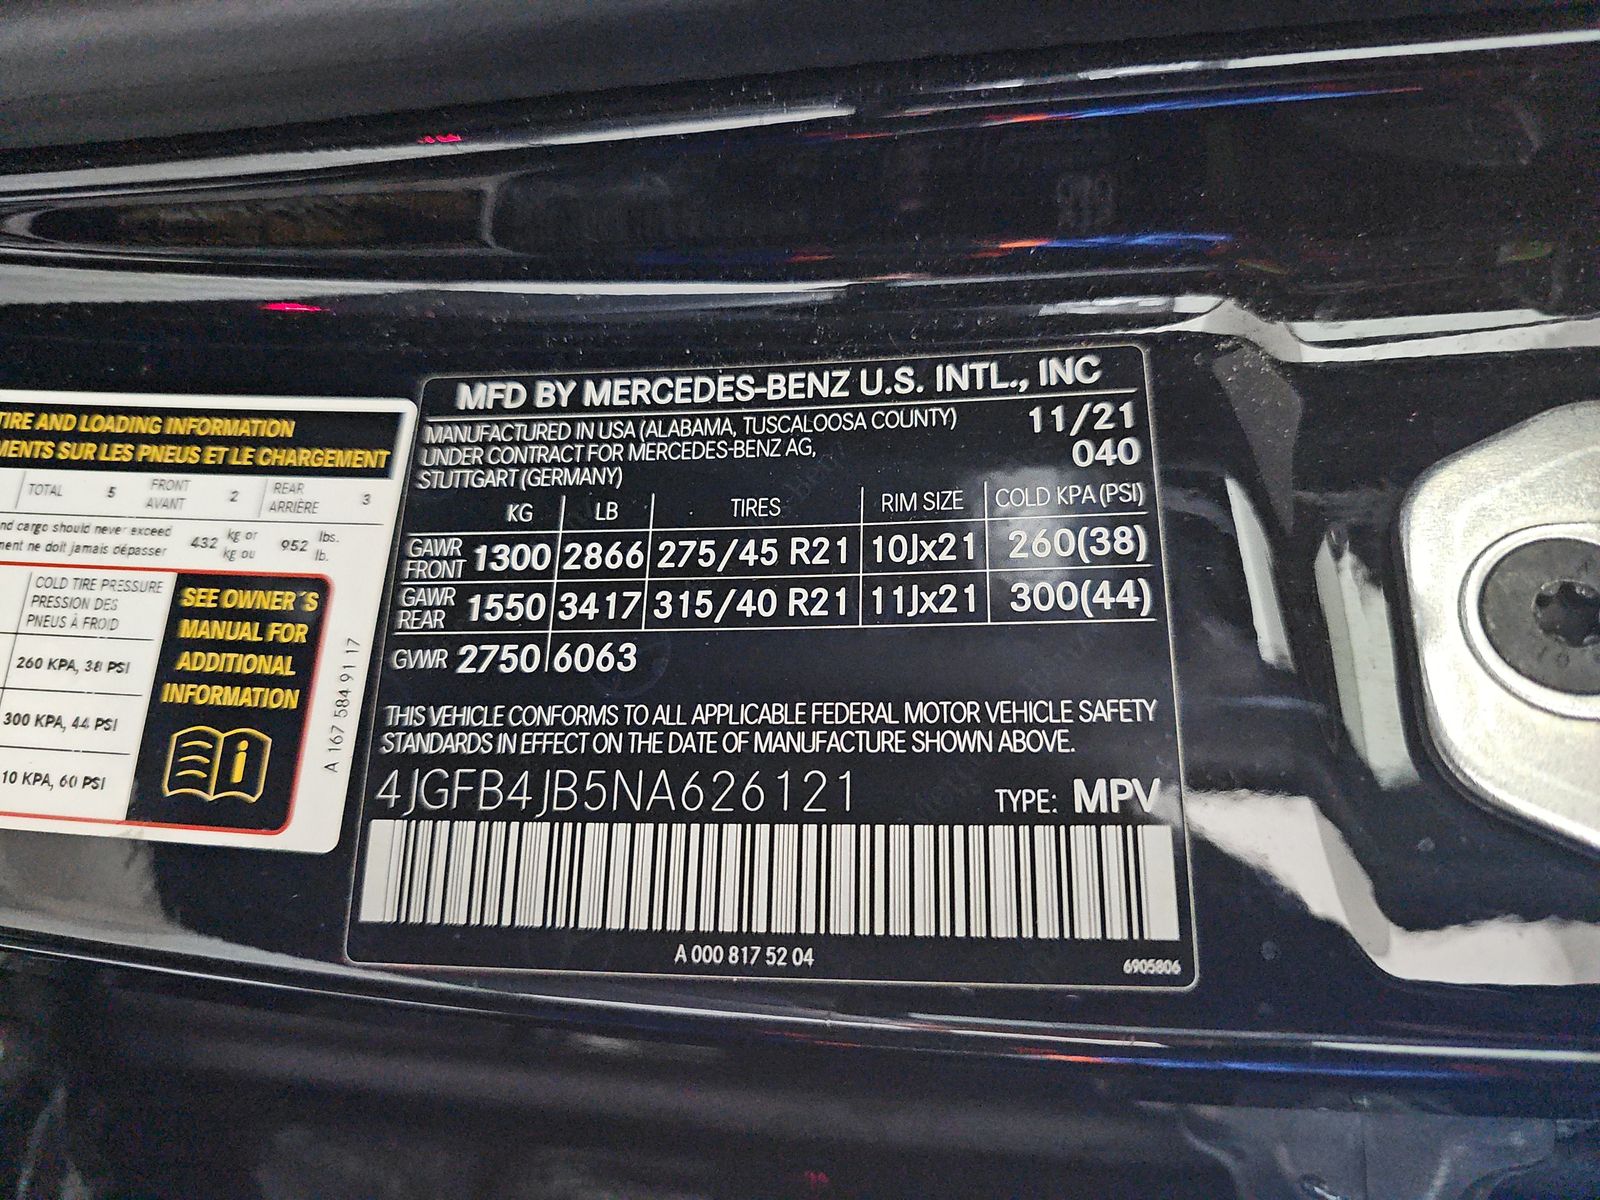 TIRE AND LOADING INFORMATION
MENTS SUR LES PNEUS ET LE CHARGEMENT
TOTAL 5 FRONT AVANT 2 REAR ARRIÈRE 3
nd cargo should never exceed
ment ne doit jamais dépasser
432 kg or kg ou 952 lbs. lb.
COLD TIRE PRESSURE
PRESSION DES
PNEUS À FROID
260 KPA, 38 PSI
300 KPA, 44 PSI
10 KPA, 60 PSI
SEE OWNER´S
MANUAL FOR
ADDITIONAL
INFORMATION
A 167 584 91 17
MFD BY MERCEDES-BENZ U.S. INTL., INC
MANUFACTURED IN USA (ALABAMA, TUSCALOOSA COUNTY) 11/21
UNDER CONTRACT FOR MERCEDES-BENZ AG, 040
STUTTGART (GERMANY)
KG LB TIRES RIM SIZE COLD KPA (PSI)
GAWR FRONT 1300 2866 275/45 R21 10Jx21 260(38)
GAWR REAR 1550 3417 315/40 R21 11Jx21 300(44)
GVWR 2750 6063
THIS VEHICLE CONFORMS TO ALL APPLICABLE FEDERAL MOTOR VEHICLE SAFETY
STANDARDS IN EFFECT ON THE DATE OF MANUFACTURE SHOWN ABOVE.
4JGFB4JB5NA626121 TYPE: MPV
A 000 817 52 04
6905806